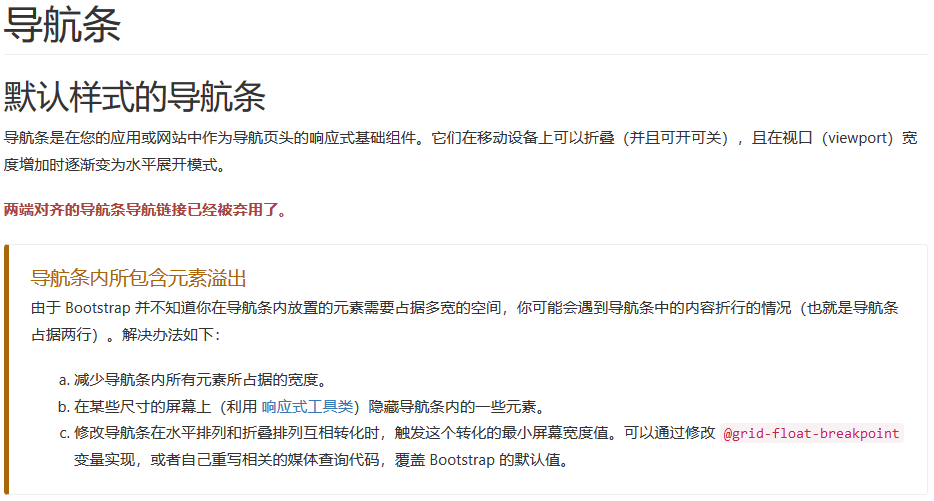 导航条
默认样式的导航条
导航条是在您的应用或网站中作为导航页头的响应式基础组件。它们在移动设备上可以折叠（并且可开可关），且在视口（viewport）宽
度增加时逐渐变为水平展开模式。
两端对齐的导航条导航链接已经被弃用了。
导航条内所包含元素溢出
由于 Bootstrap 并不知道你在导航条内放置的元素需要占据多宽的空间，你可能会遇到导航条中的内容折行的情况（也就是导航条
占据两行）。解决办法如下：
a. 减少导航条内所有元素所占据的宽度。
b. 在某些尺寸的屏幕上（利用 响应式工具类）隐藏导航条内的一些元素。
c. 修改导航条在水平排列和折叠排列互相转化时，触发这个转化的最小屏幕宽度值。可以通过修改 @grid-float-breakpoint
变量实现，或者自己重写相关的媒体查询代码，覆盖 Bootstrap 的默认值。